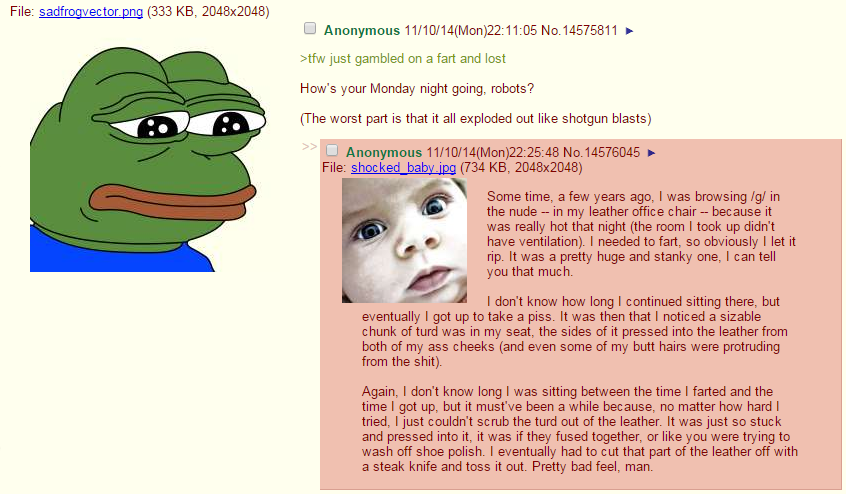 File: sadfrogvector.png (333 KB, 2048x2048)
Anonymous 11/10/14(Mon)22:11:05 No.14575811 ►
>tfw just gambled on a fart and lost
How's your Monday night going, robots?
(The worst part is that it all exploded out like shotgun blasts)
>> Anonymous 11/10/14(Mon)22:25:48 No.14576045 ►
File: shocked_baby.jpg (734 KB, 2048x2048)
Some time, a few years ago, I was browsing /g/ in
the nude -- in my leather office chair -- because it
was really hot that night (the room I took up didn't
have ventilation). I needed to fart, so obviously I let it
rip. It was a pretty huge and stanky one, I can tell
you that much.
I don't know how long I continued sitting there, but
eventually I got up to take a piss. It was then that I noticed a sizable
chunk of turd was in my seat, the sides of it pressed into the leather from
both of my ass cheeks (and even some of my butt hairs were protruding
from the shit).
Again, I don't know long I was sitting between the time I farted and the
time I got up, but it must've been a while because, no matter how hard I
tried, I just couldn't scrub the turd out of the leather. It was just so stuck
and pressed into it, it was if they fused together, or like you were trying to
wash off shoe polish. I eventually had to cut that part of the leather off with
a steak knife and toss it out. Pretty bad feel, man.